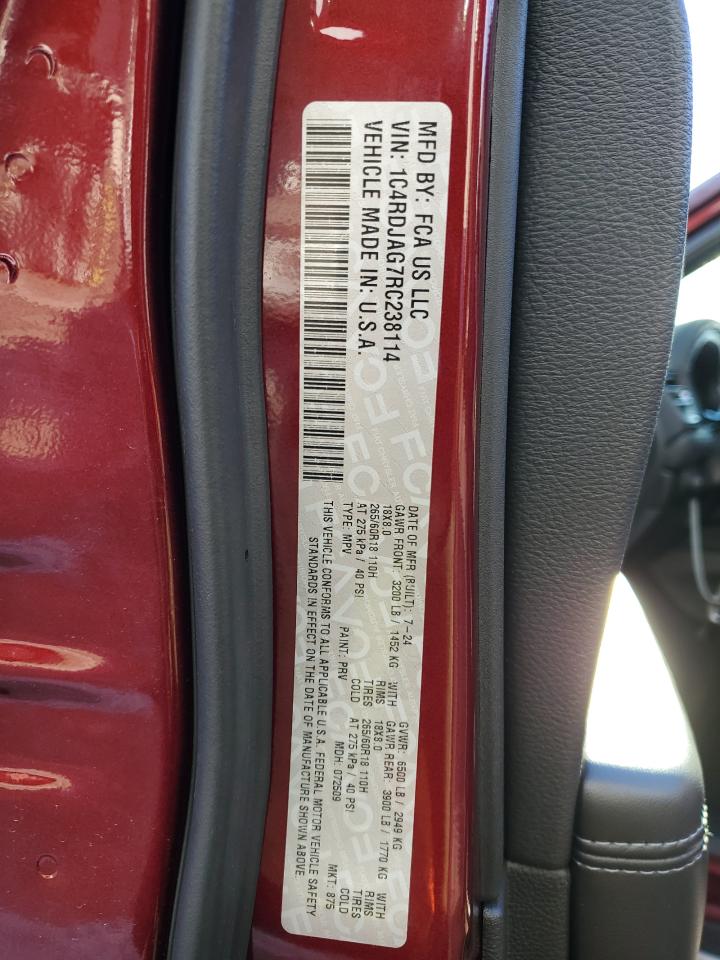 MFD BY: FCA US LLC
VIN: 1C4RDJAG7RC238114
VEHICLE MADE IN: U.S.A.
DATE OF MFR (BUILT): 7-24 GVWR: 6500 LB / 2949 KG
GAWR FRONT: 3200 LB / 1452 KG WITH GAWR REAR: 3900 LB / 1770 KG WITH
18X8.0 RIMS 18X8.0 RIMS
265/60R18 110H TIRES 265/60R18 110H TIRES
AT 275 kPa / 40 PSI COLD AT 275 kPa / 40 PSI COLD
TYPE: MPV PAINT: PRV MDH: 072509 MKT: 875
THIS VEHICLE CONFORMS TO ALL APPLICABLE U.S.A. FEDERAL MOTOR VEHICLE SAFETY
STANDARDS IN EFFECT ON THE DATE OF MANUFACTURE SHOWN ABOVE.